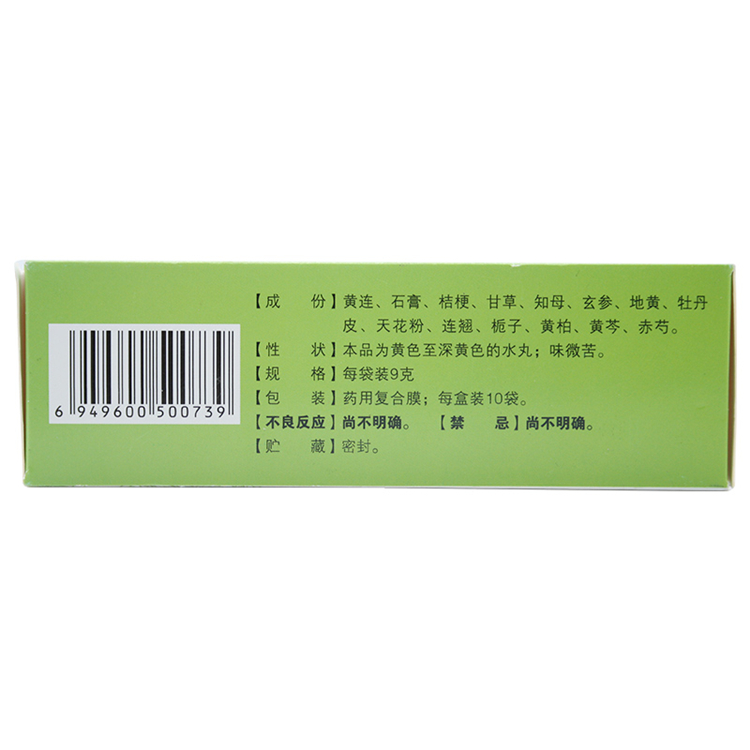 【成 份】黄连、石膏、桔梗、甘草、知母、玄参、地黄、牡丹
皮、天花粉、连翘、栀子、黄柏、黄芩、赤芍。
【性 状】本品为黄色至深黄色的水丸；味微苦。
【规 格】每袋装9克
【包 装】药用复合膜；每盒装10袋。
【不良反应】尚不明确。 【禁 忌】尚不明确。
【贮 藏】密封。
6 949600 500739